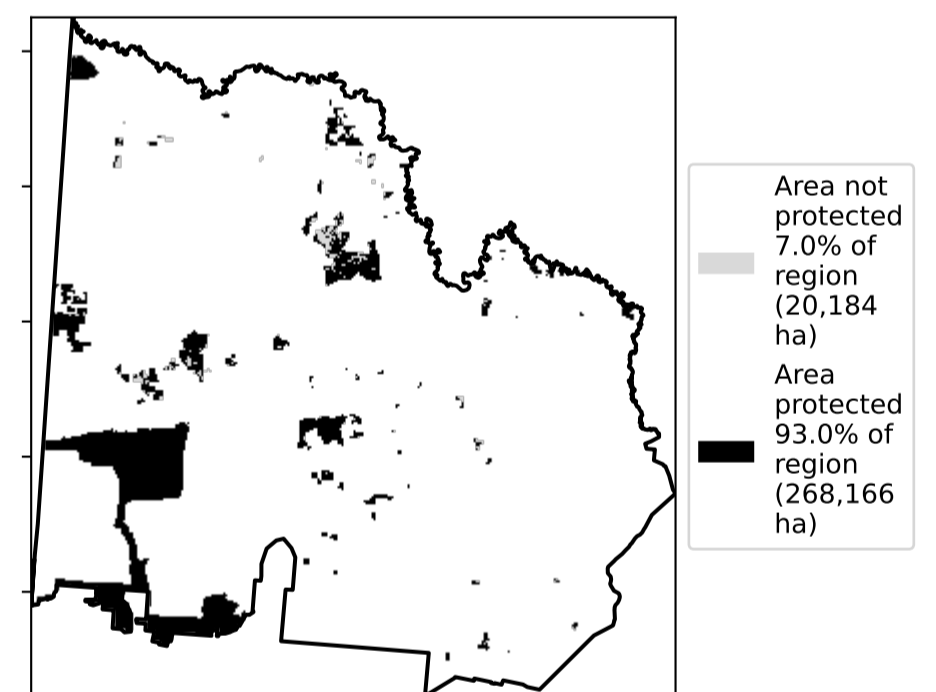 Area not
protected
7.0% of
region
(20,184
ha)
Area
protected
93.0% of
region
(268,166
ha)